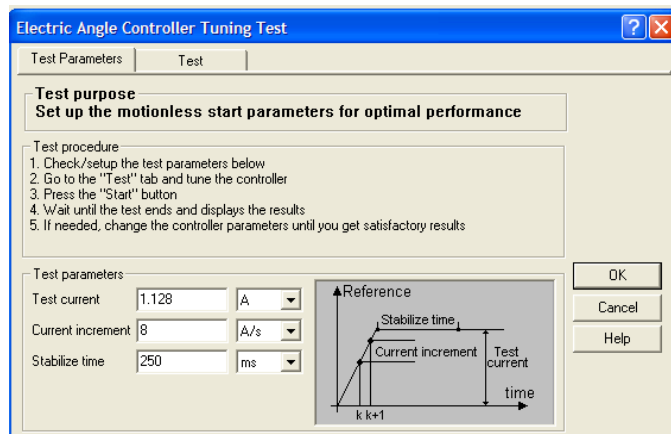 Electric Angle Controller Tuning Test
Test Parameters
Test
Test purpose
Set up the motionless start parameters for optimal performance
Test procedure
1. Check/setup the test parameters below
2. Go to the "Test" tab and tune the controller
3. Press the "Start" button
4. Wait until the test ends and displays the results
5. If needed, change the controller parameters until you get satisfactory results
Test parameters
Test current 1.128 A
Current increment 8 A/s
Stabilize time 250 ms
Reference
Stabilize time
Current increment
Test
current
time
k k+1
OK
Cancel
Help